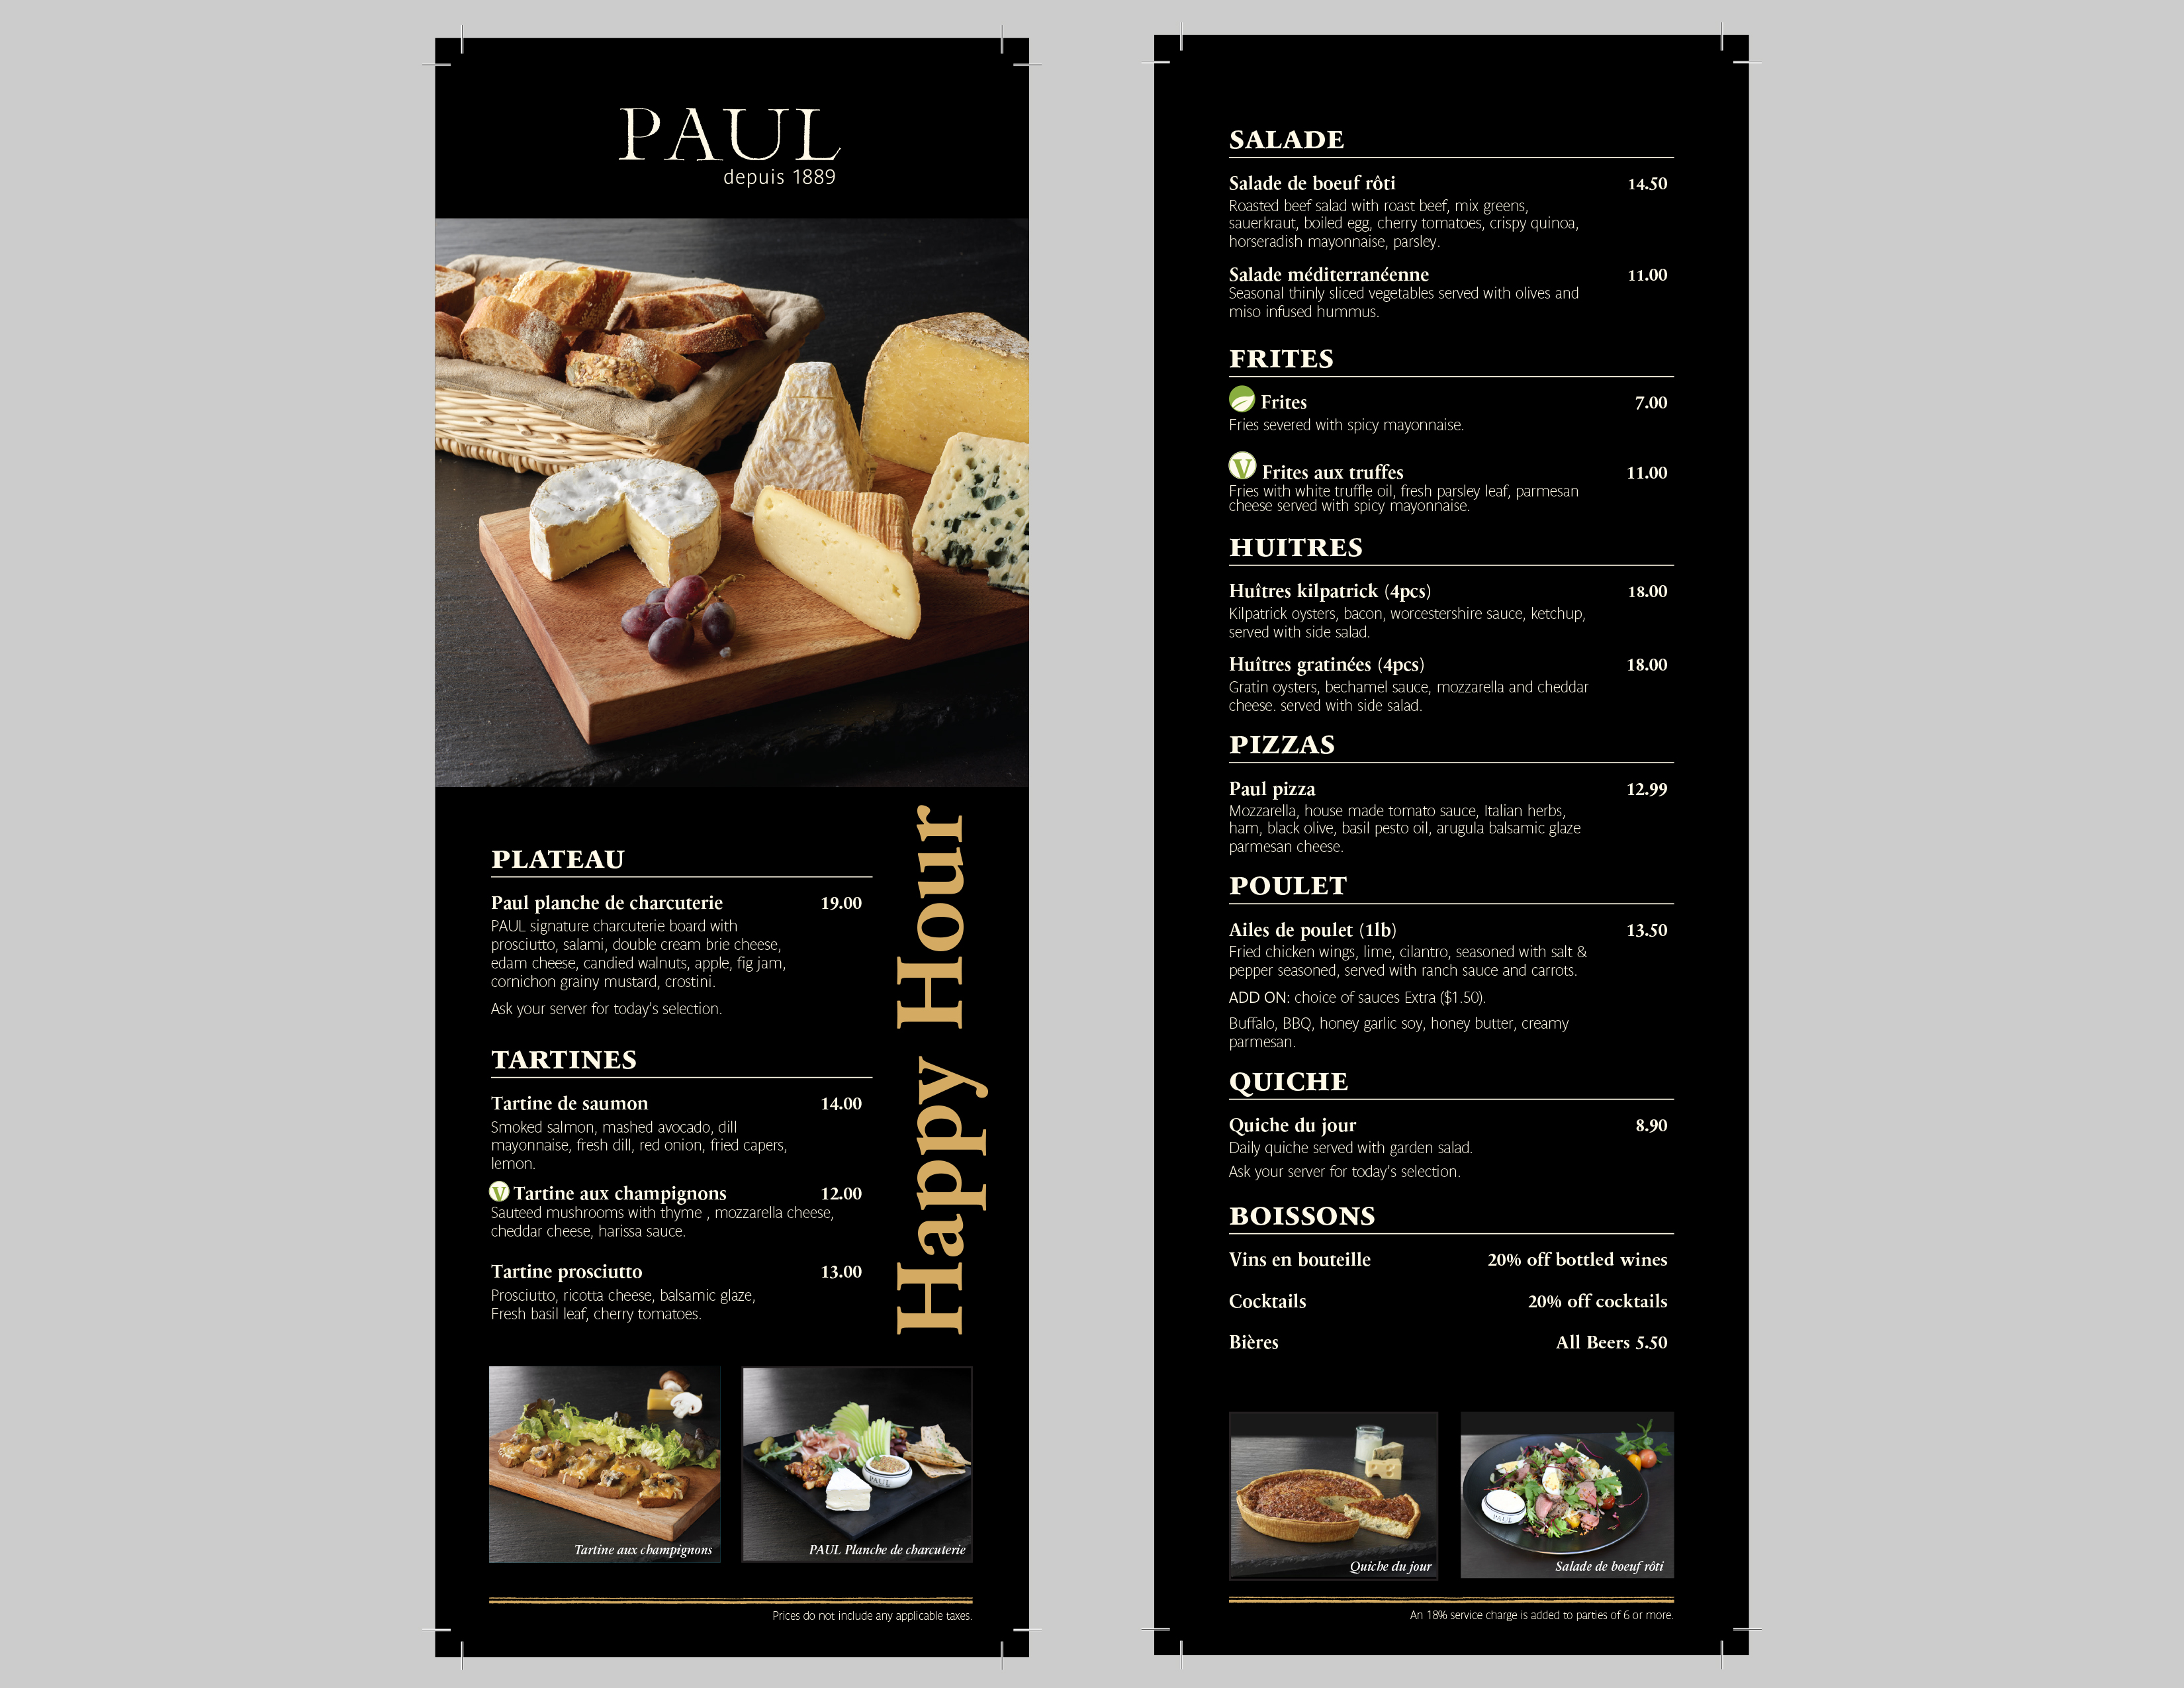 PAUL
depuis 1889
PLATEAU
Paul planche de charcuterie 19.00
PAUL signature charcuterie board with
prosciutto, salami, double cream brie cheese,
edam cheese, candied walnuts, apple, fig jam,
cornichon grainy mustard, crostini.
Ask your server for today's selection.
TARTINES
Tartine de saumon 14.00
Smoked salmon, mashed avocado, dill
mayonnaise, fresh dill, red onion, fried capers,
lemon.
V Tartine aux champignons 12.00
Sauteed mushrooms with thyme , mozzarella cheese,
cheddar cheese, harissa sauce.
Tartine prosciutto 13.00
Prosciutto, ricotta cheese, balsamic glaze,
Fresh basil leaf, cherry tomatoes.
Happy Hour
Tartine aux champignons
PAUL
PAUL Planche de charcuterie
Prices do not include any applicable taxes.
SALADE
Salade de boeuf rôti 14.50
Roasted beef salad with roast beef, mix greens,
sauerkraut, boiled egg, cherry tomatoes, crispy quinoa,
horseradish mayonnaise, parsley.
Salade méditerranéenne 11.00
Seasonal thinly sliced vegetables served with olives and
miso infused hummus.
FRITES
Frites 7.00
Fries severed with spicy mayonnaise.
V Frites aux truffes 11.00
Fries with white truffle oil, fresh parsley leaf, parmesan
cheese served with spicy mayonnaise.
HUITRES
Huîtres kilpatrick (4pcs) 18.00
Kilpatrick oysters, bacon, worcestershire sauce, ketchup,
served with side salad.
Huîtres gratinées (4pcs) 18.00
Gratin oysters, bechamel sauce, mozzarella and cheddar
cheese. served with side salad.
PIZZAS
Paul pizza 12.99
Mozzarella, house made tomato sauce, Italian herbs,
ham, black olive, basil pesto oil, arugula balsamic glaze
parmesan cheese.
POULET
Ailes de poulet (1lb) 13.50
Fried chicken wings, lime, cilantro, seasoned with salt &
pepper seasoned, served with ranch sauce and carrots.
ADD ON: choice of sauces Extra ($1.50).
Buffalo, BBQ, honey garlic soy, honey butter, creamy
parmesan.
QUICHE
Quiche du jour 8.90
Daily quiche served with garden salad.
Ask your server for today's selection.
BOISSONS
Vins en bouteille 20% off bottled wines
Cocktails 20% off cocktails
Bières All Beers 5.50
Quiche du jour
PAUL
Salade de boeuf rôti
An 18% service charge is added to parties of 6 or more.